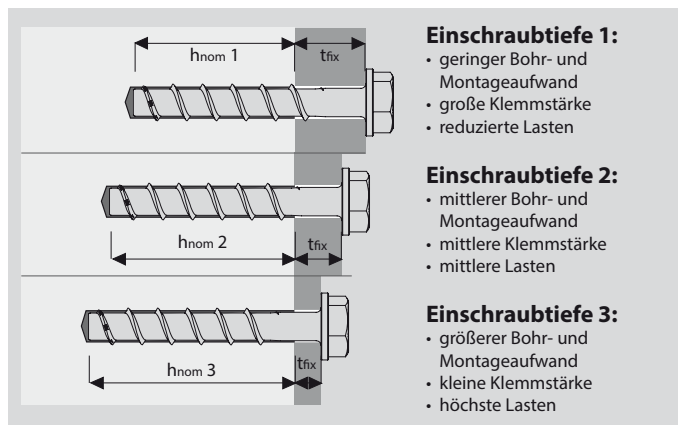 hnom 1
tfix
Einschraubtiefe 1:
• geringer Bohr- und
Montageaufwand
• große Klemmstärke
• reduzierte Lasten
hnom 2
tfix
Einschraubtiefe 2:
• mittlerer Bohr- und
Montageaufwand
• mittlere Klemmstärke
• mittlere Lasten
hnom 3
tfix
Einschraubtiefe 3:
• größerer Bohr- und
Montageaufwand
• kleine Klemmstärke
• höchste Lasten